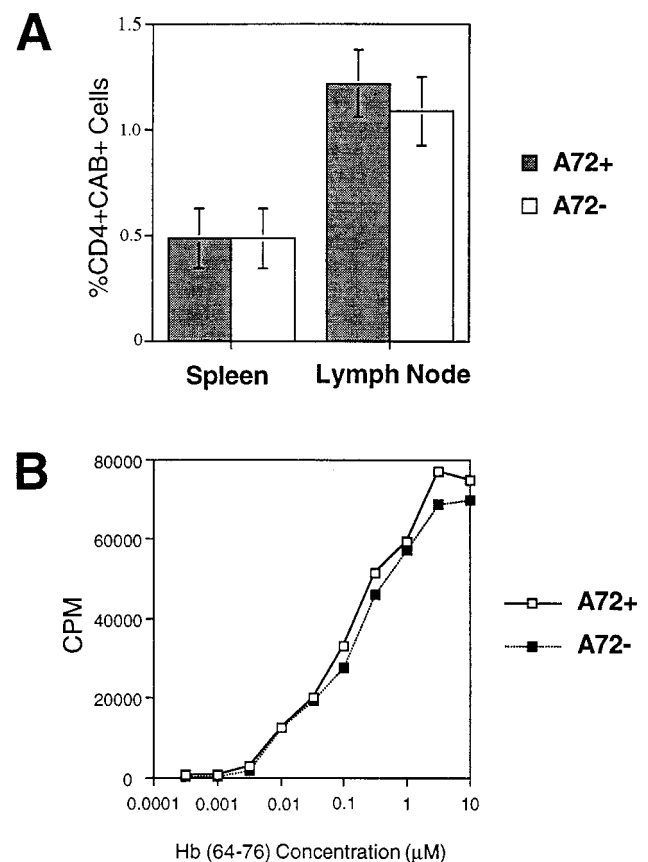 A
1.5
1.0
0.5
0
%CD4+CAB+ Cells
Spleen
Lymph Node
A72+
A72-
B
80000
60000
40000
20000
0
CPM
0.0001
0.001
0.01
0.1
1
10
Hb (64-76) Concentration (μM)
A72+
A72-